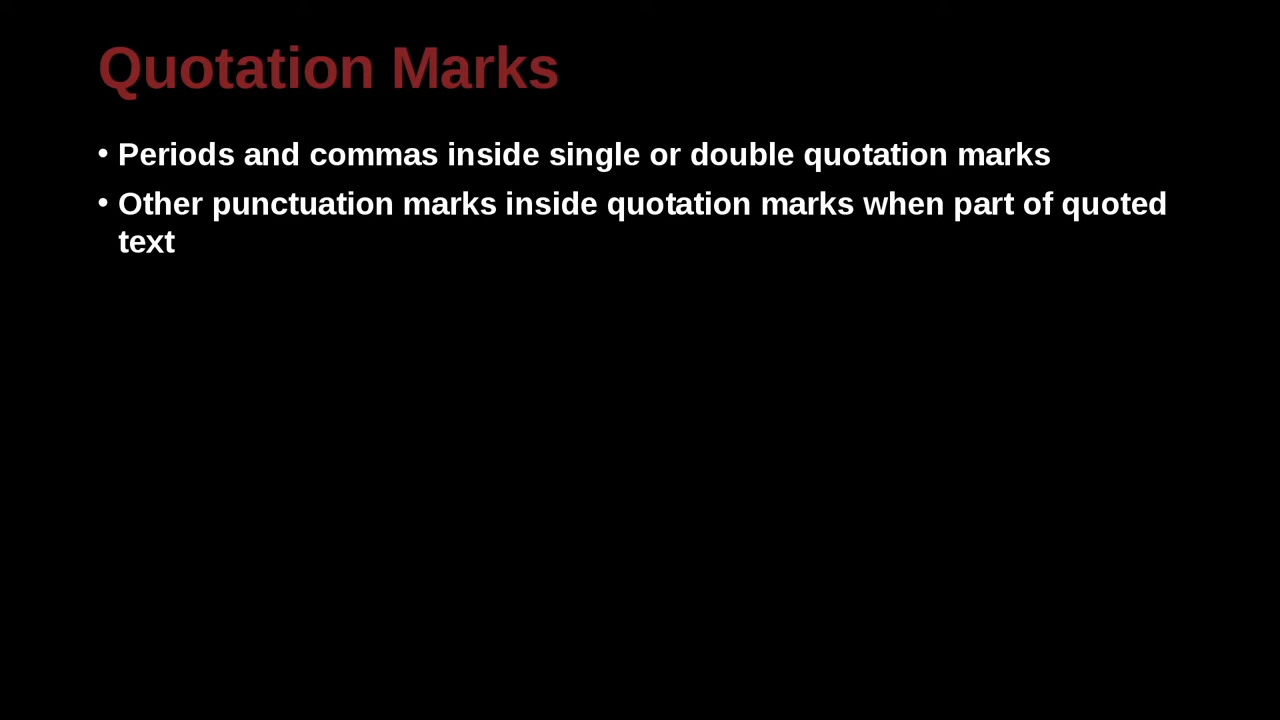 Quotation Marks
• Periods and commas inside single or double quotation marks
• Other punctuation marks inside quotation marks when part of quoted
text